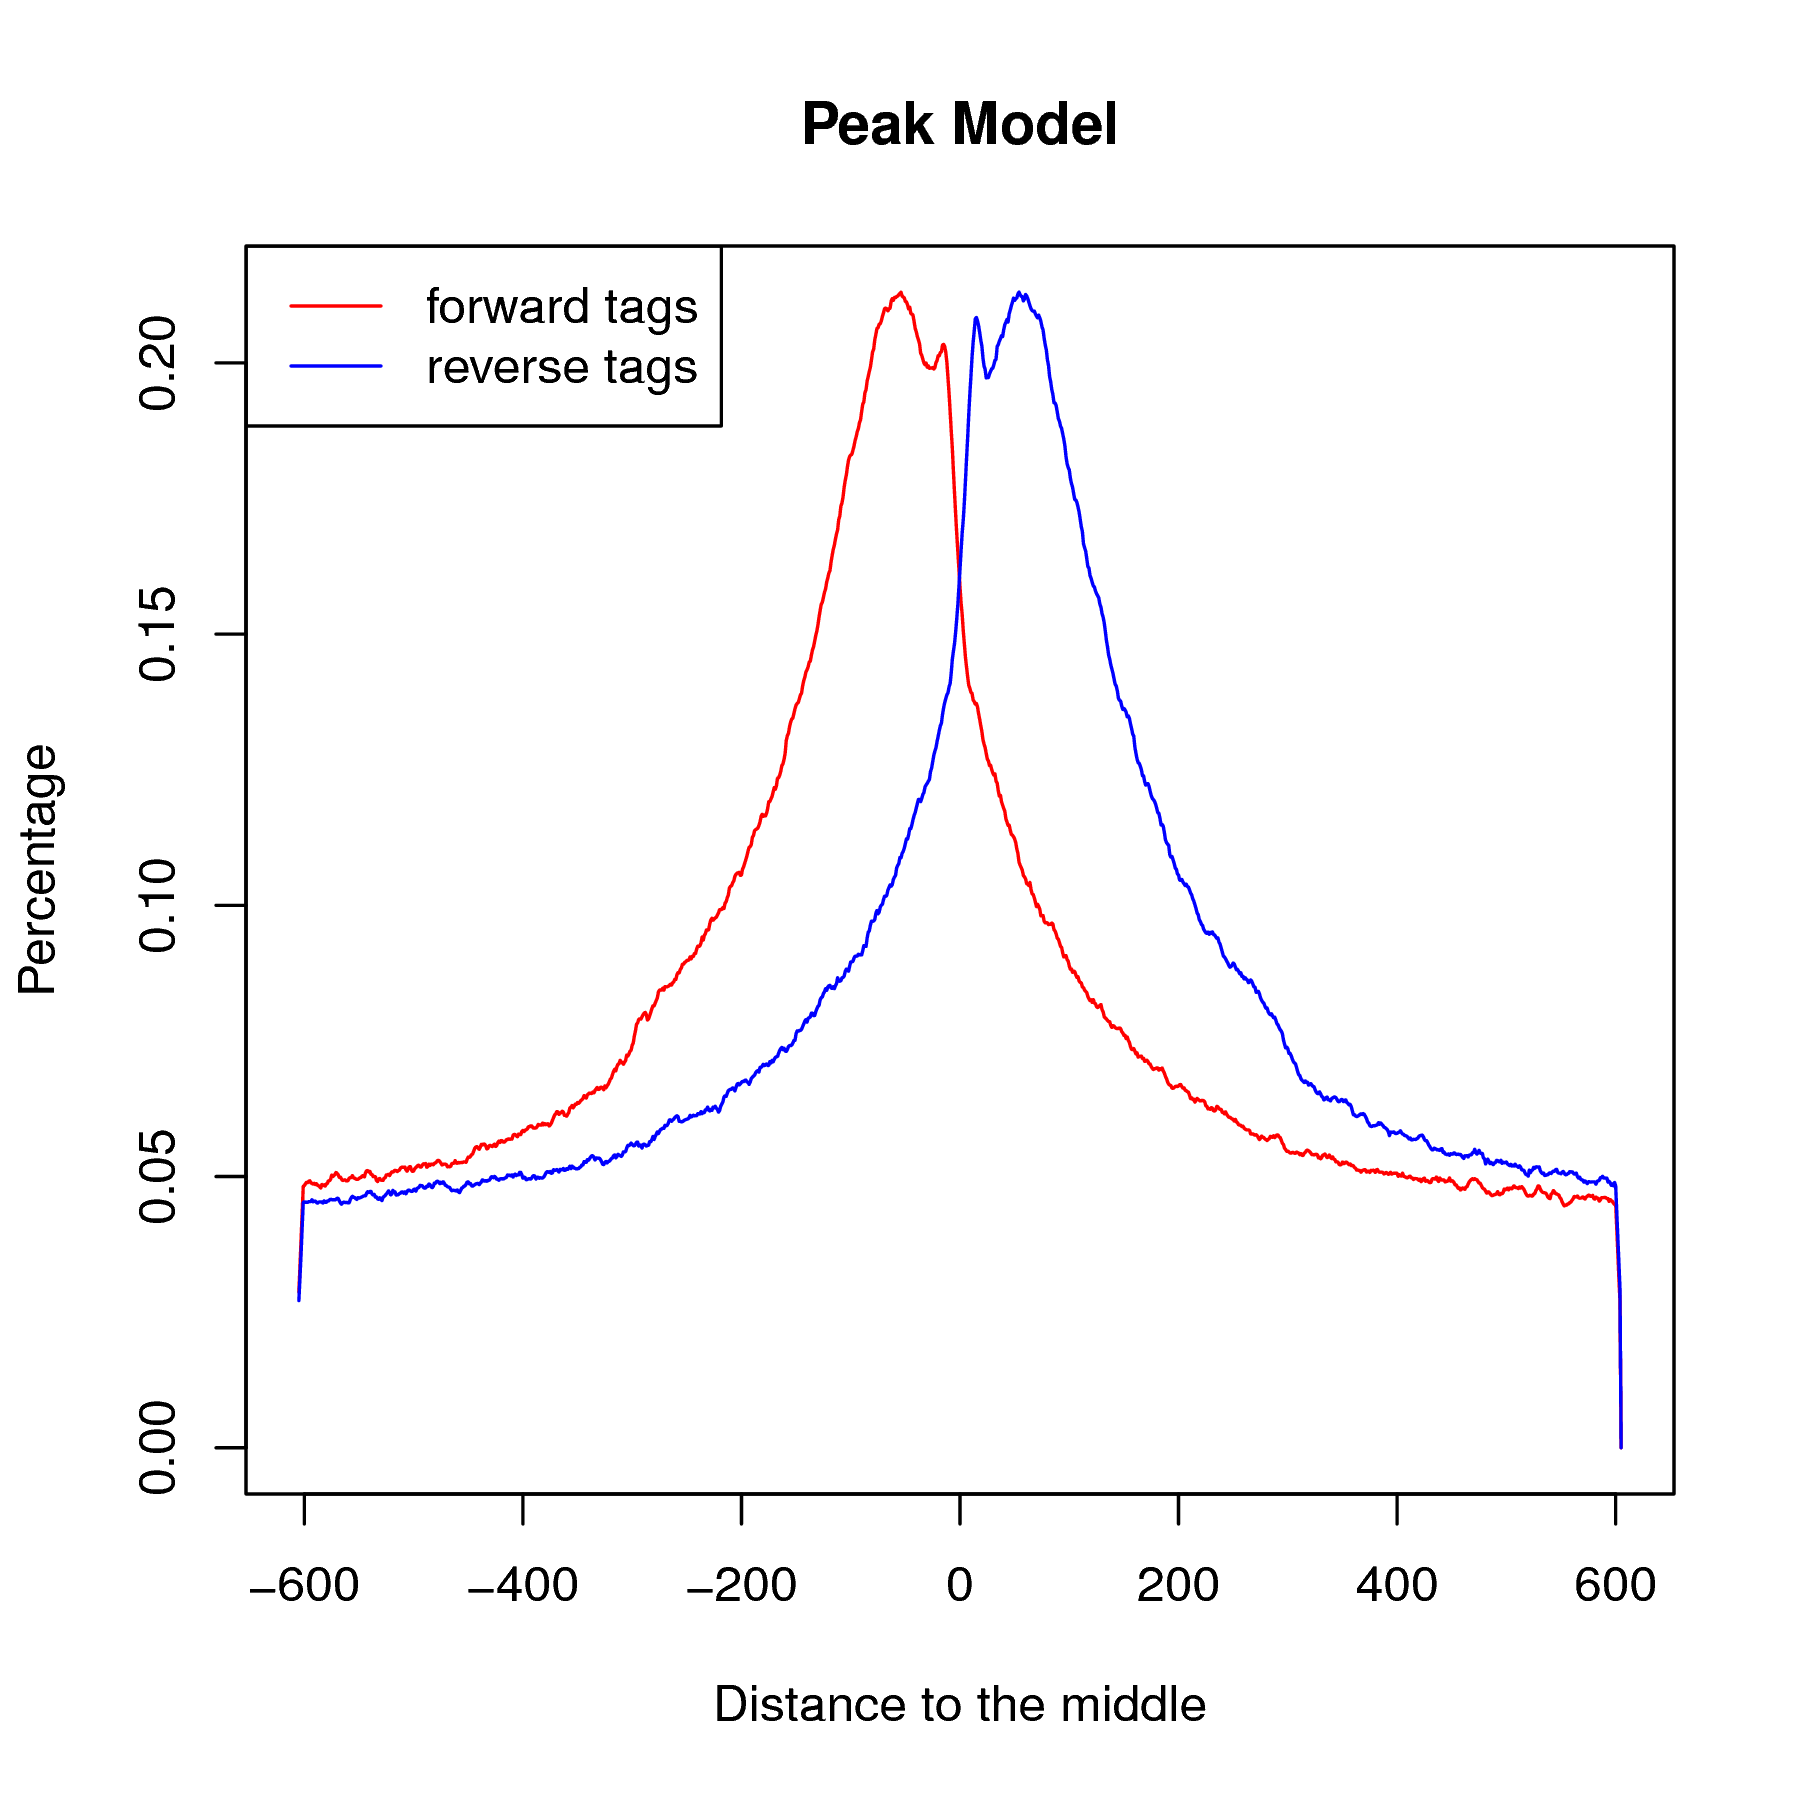 Peak Model
forward tags
reverse tags
Percentage
0.20
0.15
0.10
0.05
0.00
−600 −400 −200 0 200 400 600
Distance to the middle